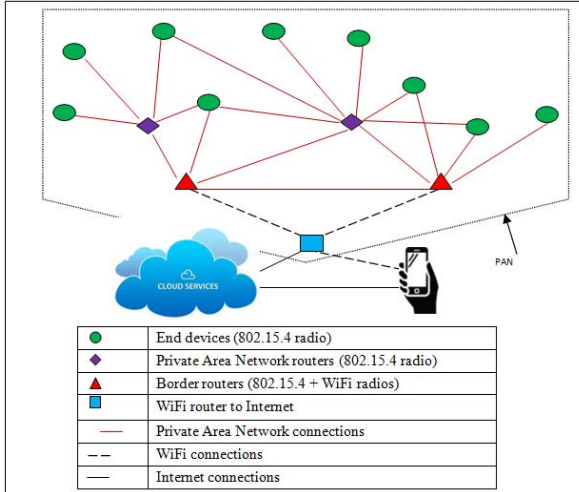 PAN
CLOUD SERVICES
End devices (802.15.4 radio)
Private Area Network routers (802.15.4 radio)
Border routers (802.15.4 + WiFi radios)
WiFi router to Internet
Private Area Network connections
WiFi connections
Internet connections